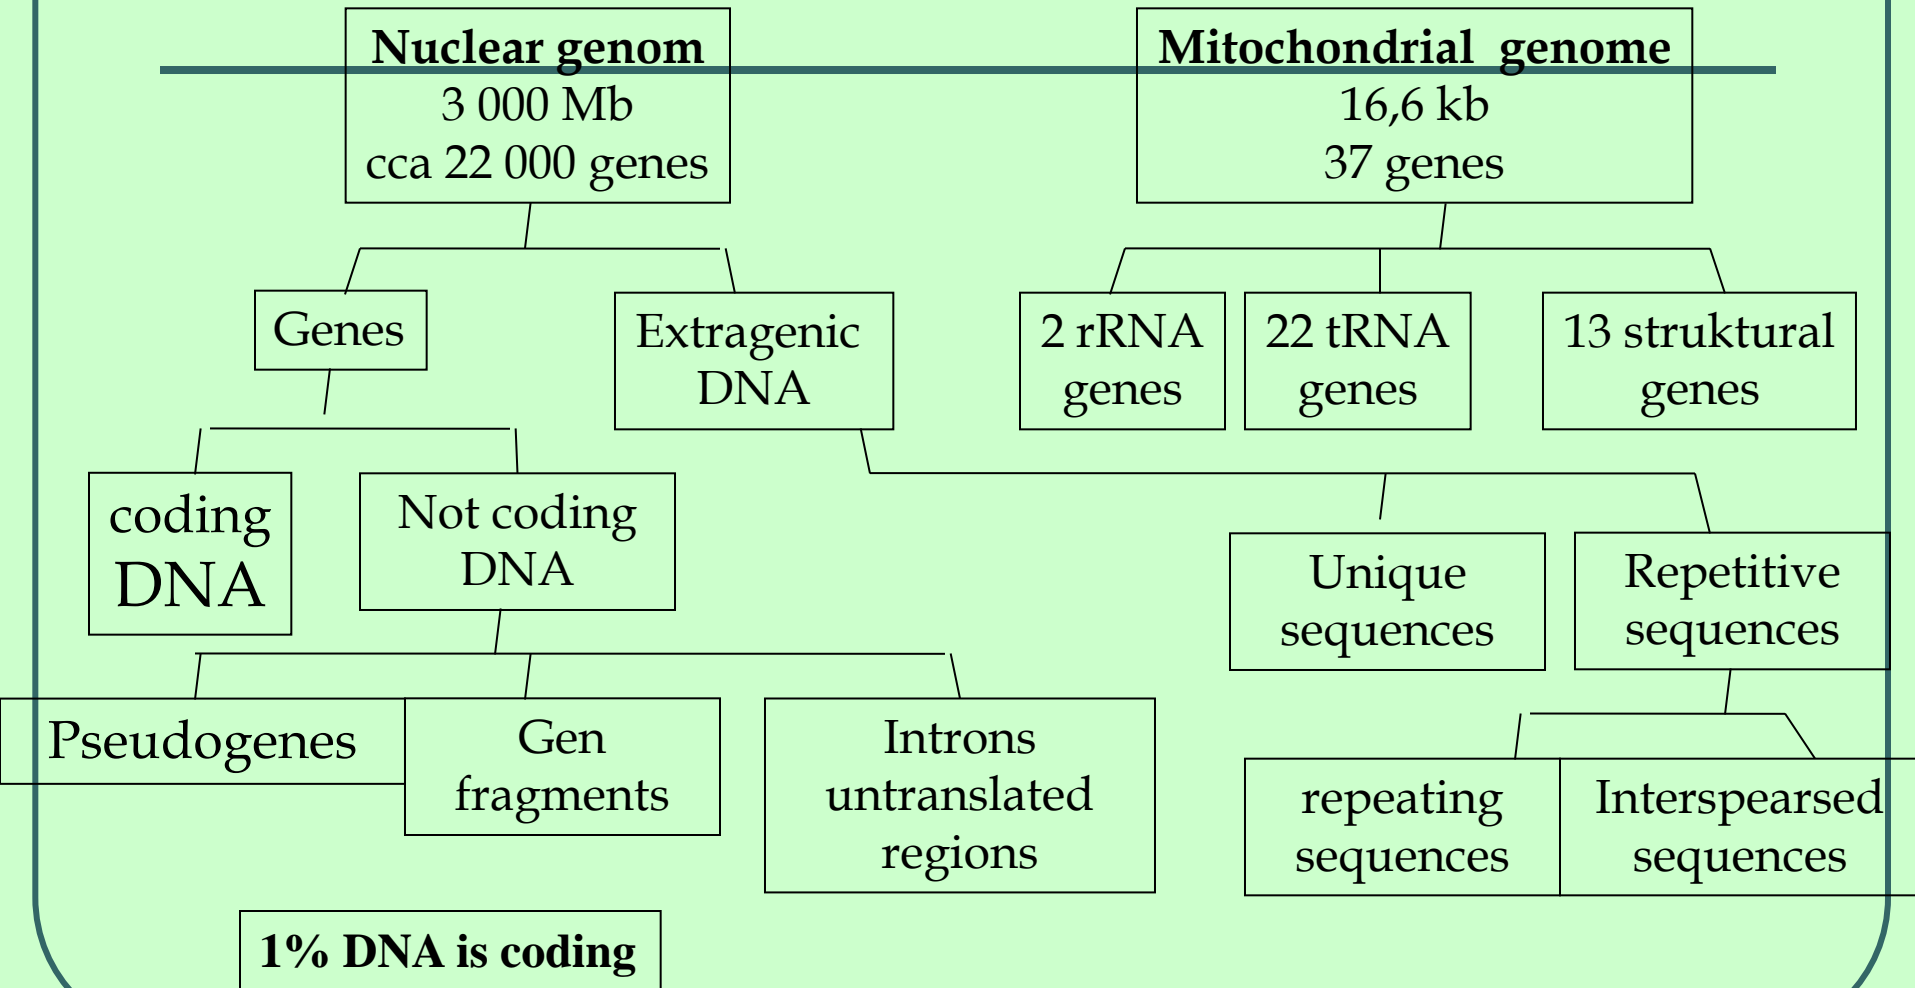 Nuclear genom
3 000 Mb
cca 22 000 genes
Mitochondrial genome
16,6 kb
37 genes
Genes
Extragenic
DNA
2 rRNA
genes
22 tRNA
genes
13 struktural
genes
coding
DNA
Not coding
DNA
Unique
sequences
Repetitive
sequences
Pseudogenes
Gen
fragments
Introns
untranslated
regions
repeating
sequences
Interspearsed
sequences
1% DNA is coding